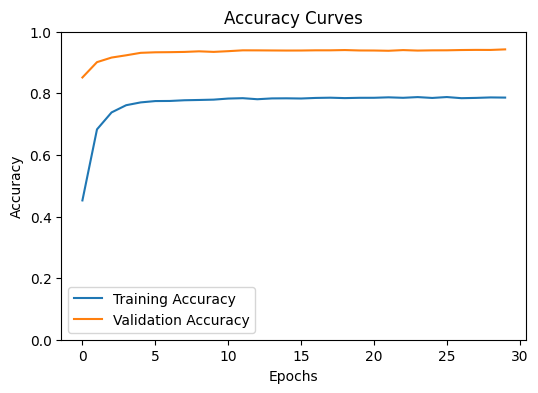 Accuracy Curves
1.0
0.8
0.6
0.4
0.2
0.0
Accuracy
Training Accuracy
Validation Accuracy
0 5 10 15 20 25 30
Epochs